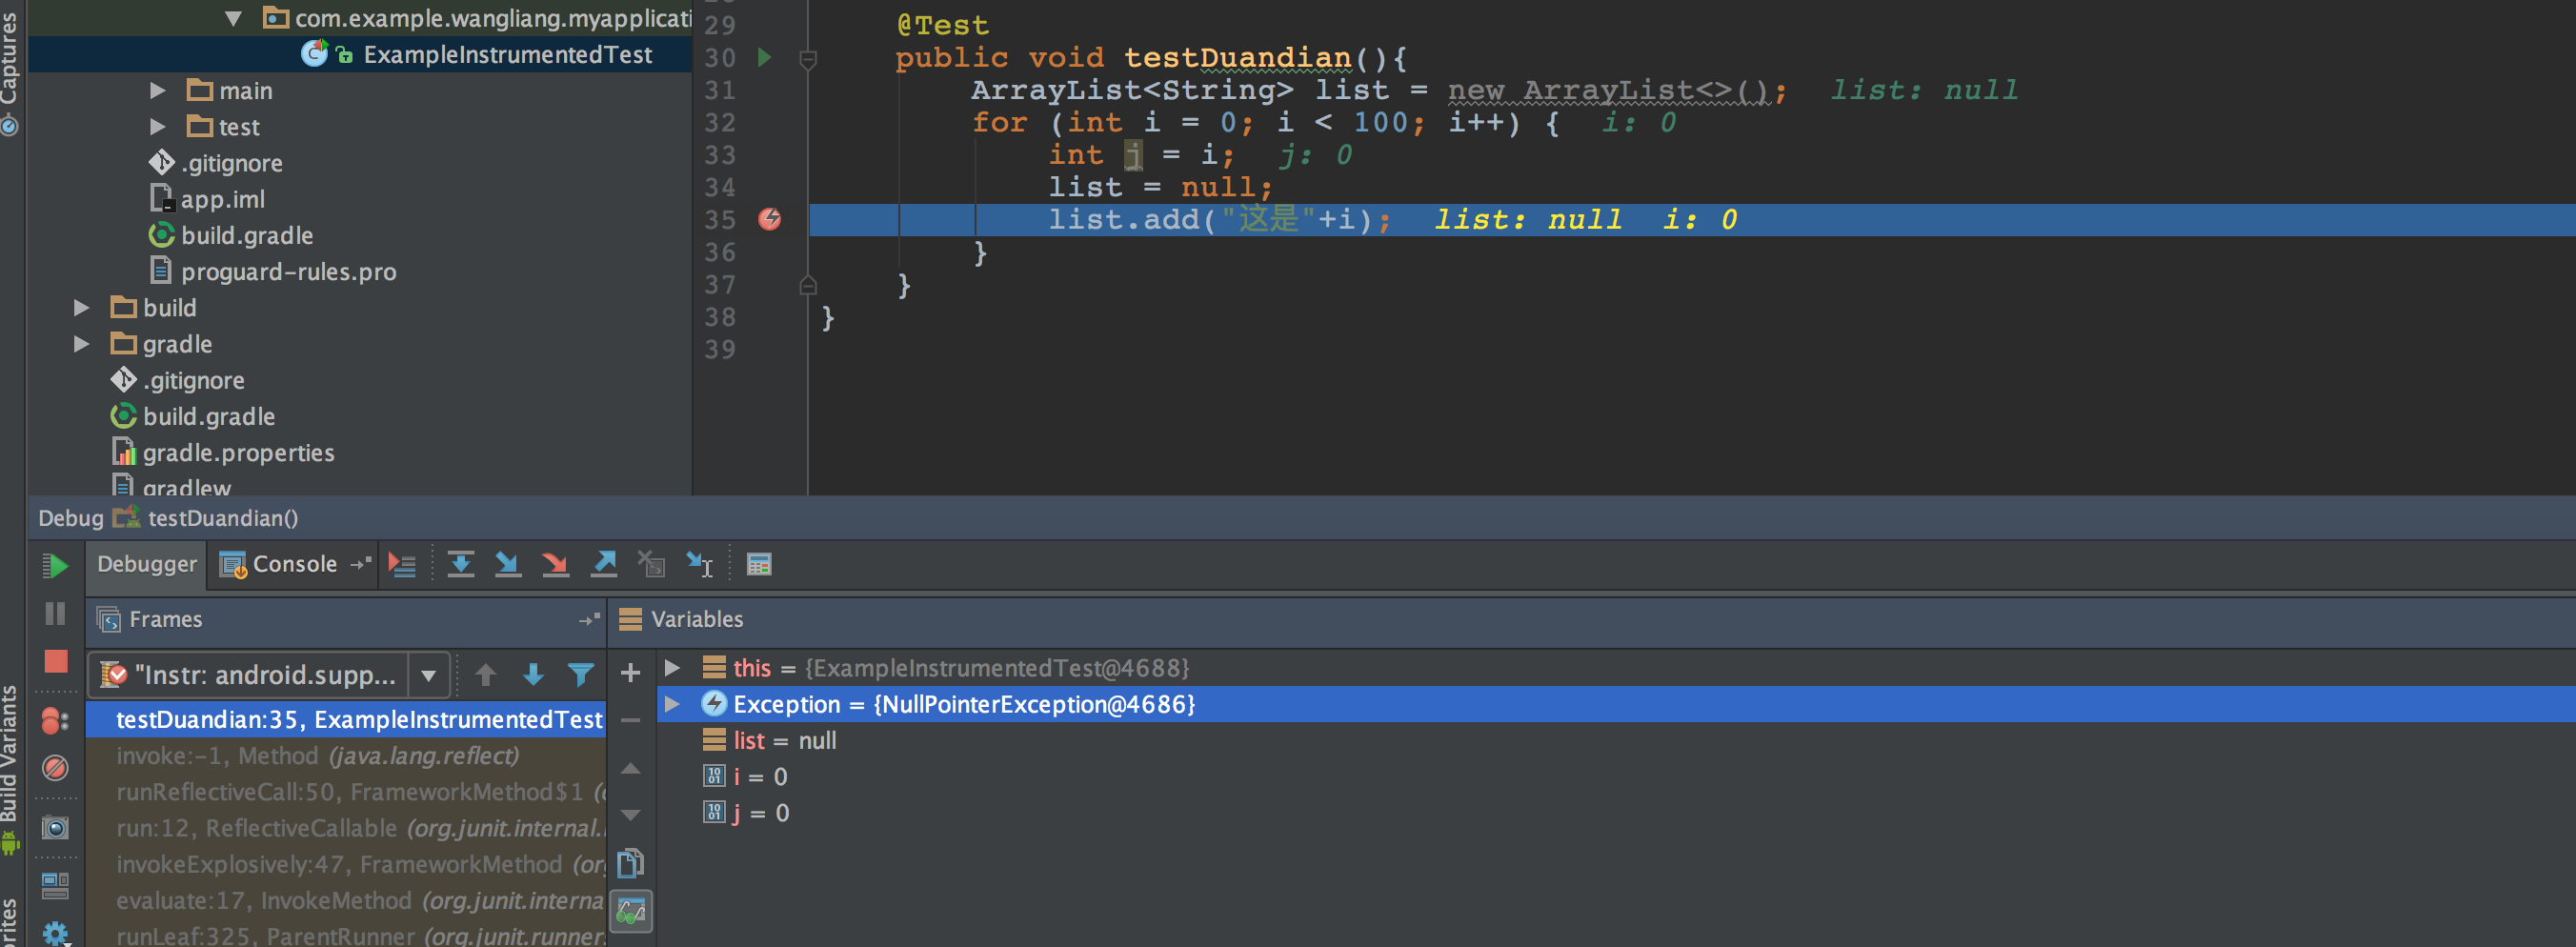 Captures
com.example.wangliang.myapplicati
ExampleInstrumentedTest
main
test
.gitignore
app.iml
build.gradle
proguard-rules.pro
build
gradle
.gitignore
build.gradle
gradle.properties
gradlew
29 @Test
30 public void testDuandian(){
31 ArrayList<String> list = new ArrayList<>(); list: null
32 for (int i = 0; i < 100; i++) { i: 0
33 int j = i; j: 0
34 list = null;
35 list.add("这是"+i); list: null i: 0
36 }
37 }
38 }
39
Debug testDuandian()
Debugger Console
Frames
Variables
"Instr: android.supp...
testDuandian:35, ExampleInstrumentedTest
invoke:-1, Method (java.lang.reflect)
runReflectiveCall:50, FrameworkMethod$1 (
run:12, ReflectiveCallable (org.junit.internal.
invokeExplosively:47, FrameworkMethod (or
evaluate:17, InvokeMethod (org.junit.interna
runLeaf:325, ParentRunner (org.junit.runner
this = {ExampleInstrumentedTest@4688}
Exception = {NullPointerException@4686}
list = null
i = 0
j = 0
Build Variants
orites